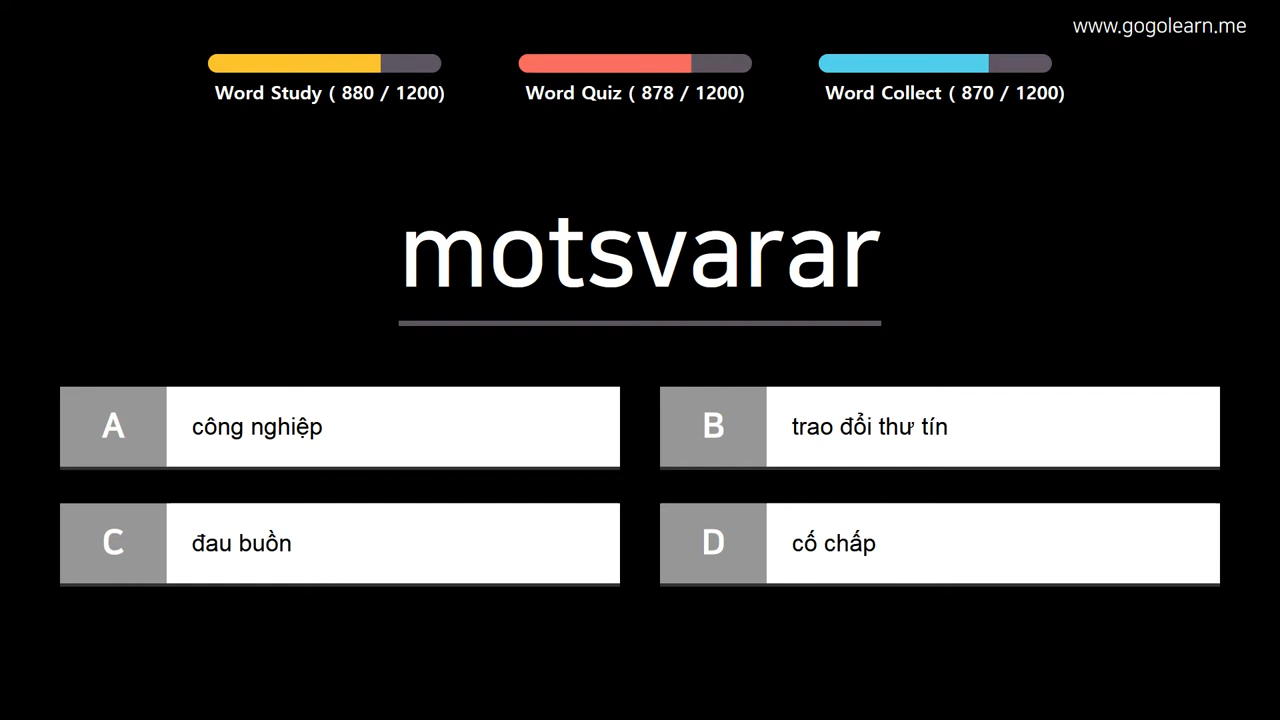 www.gogolearn.me
Word Study ( 880 / 1200)
Word Quiz ( 878 / 1200)
Word Collect ( 870 / 1200)
motsvarar
A
công nghiệp
B
trao đổi thư tín
C
đau buồn
D
cố chấp